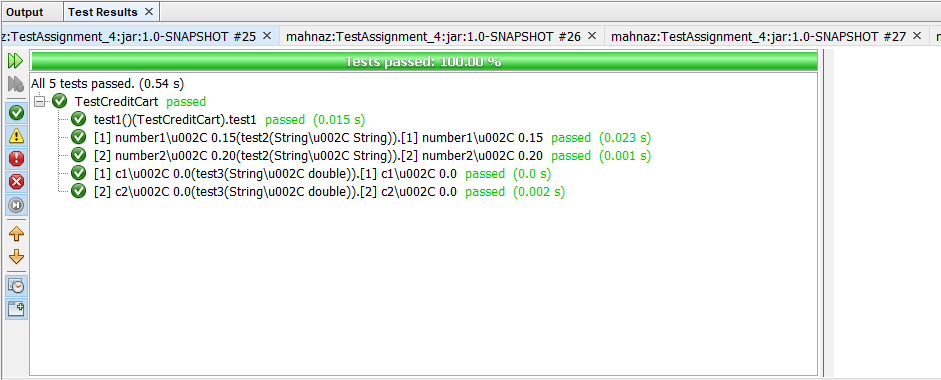 Output Test Results
z:TestAssignment_4:jar:1.0-SNAPSHOT #25 mahnaz:TestAssignment_4:jar:1.0-SNAPSHOT #26 mahnaz:TestAssignment_4:jar:1.0-SNAPSHOT #27
Tests passed: 100.00 %
All 5 tests passed. (0.54 s)
TestCreditCart passed
test1()(TestCreditCart).test1 passed (0.015 s)
[1] number1\u002C 0.15(test2(String\u002C String)).[1] number1\u002C 0.15 passed (0.023 s)
[2] number2\u002C 0.20(test2(String\u002C String)).[2] number2\u002C 0.20 passed (0.001 s)
[1] c1\u002C 0.0(test3(String\u002C double)).[1] c1\u002C 0.0 passed (0.0 s)
[2] c2\u002C 0.0(test3(String\u002C double)).[2] c2\u002C 0.0 passed (0.002 s)